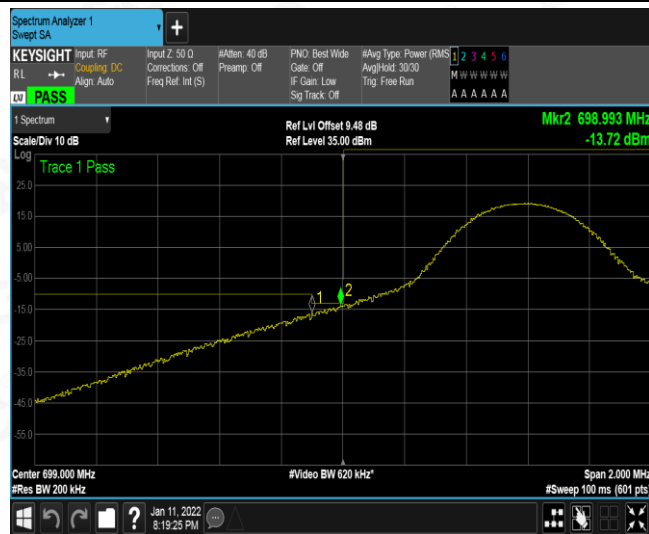 Spectrum Analyzer 1
Swept SA
KEYSIGHT Input: RF Input Z: 50 Ω #Atten: 40 dB PNO: Best Wide #Avg Type: Power (RMS 1 2 3 4 5 6
RL Coupling: DC Corrections: Off Preamp: Off Gate: Off Avg|Hold: 30/30 M W W W W W
Align: Auto Freq Ref: Int (S) IF Gain: Low Trig: Free Run
LXI PASS Sig Track: Off A A A A A A
1 Spectrum Ref Lvl Offset 9.48 dB Mkr2 698.993 MHz
Scale/Div 10 dB Ref Level 35.00 dBm -13.72 dBm
Log
Trace 1 Pass
25.0
15.0
5.00
-5.00
1 2
-15.0
-25.0
-35.0
-45.0
-55.0
Center 699.000 MHz #Video BW 620 kHz* Span 2.000 MHz
#Res BW 200 kHz #Sweep 100 ms (601 pts)
? Jan 11, 2022
8:19:25 PM